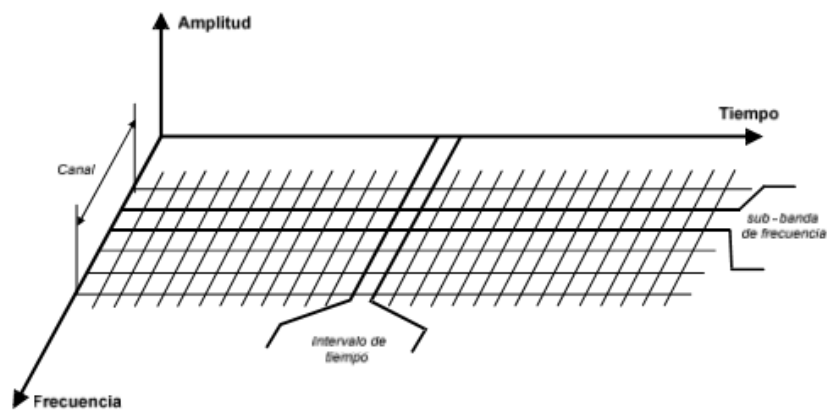 Amplitud
Tiempo
Canal
sub-banda
de frecuencia
Intervalo de
tiempo
Frecuencia